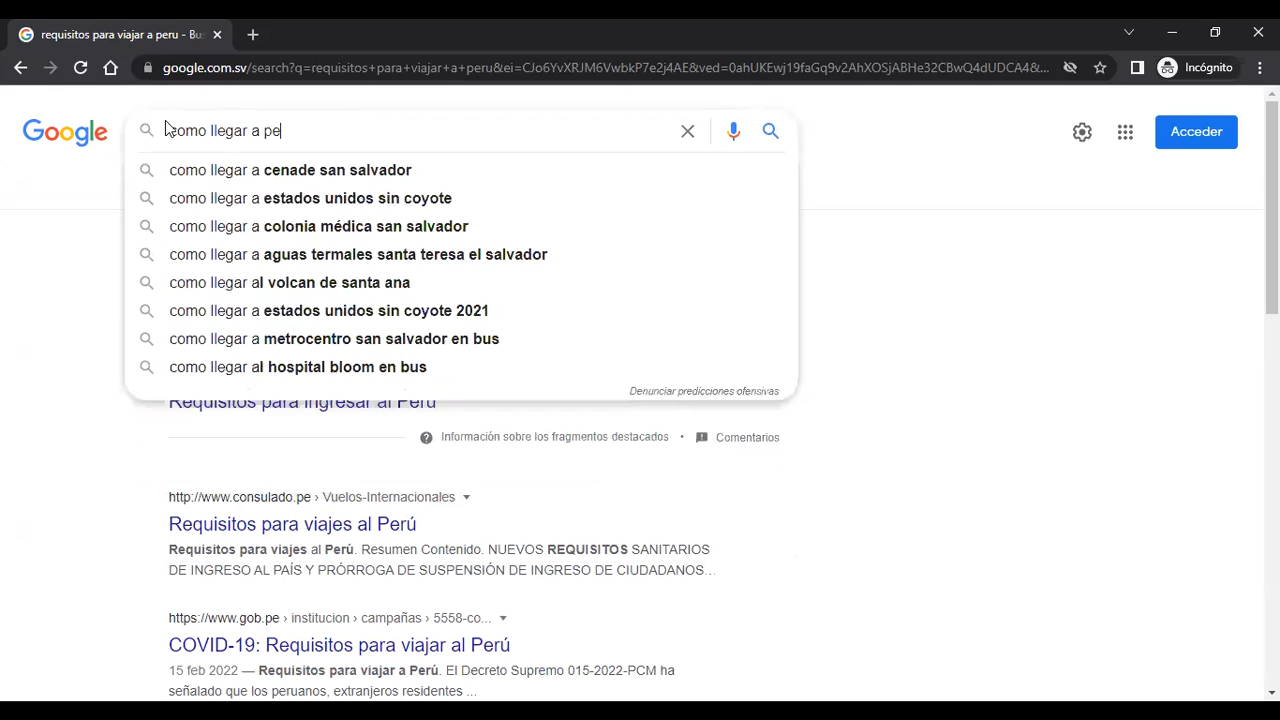 requisitos para viajar a peru - Bu
google.com.sv/search?q=requisitos+para+viajar+a+peru&ei=CJo6YvXRJM6VwbkP7e2j4AE&ved=0ahUKEwj19faGq9v2AhXOSjABHe32CBwQ4dUDCA4&...
Incógnito
Google
como llegar a pe
Acceder
como llegar a cenade san salvador
como llegar a estados unidos sin coyote
como llegar a colonia médica san salvador
como llegar a aguas termales santa teresa el salvador
como llegar al volcan de santa ana
como llegar a estados unidos sin coyote 2021
como llegar a metrocentro san salvador en bus
como llegar al hospital bloom en bus
Denunciar predicciones ofensivas
Requisitos para ingresar al Perú
Información sobre los fragmentos destacados • Comentarios
http://www.consulado.pe › Vuelos-Internacionales
Requisitos para viajes al Perú
Requisitos para viajes al Perú. Resumen Contenido. NUEVOS REQUISITOS SANITARIOS
DE INGRESO AL PAÍS Y PRÓRROGA DE SUSPENSIÓN DE INGRESO DE CIUDADANOS...
https://www.gob.pe › institucion › campañas › 5558-co...
COVID-19: Requisitos para viajar al Perú
15 feb 2022 — Requisitos para viajar a Perú. El Decreto Supremo 015-2022-PCM ha
señalado que los peruanos, extranjeros residentes ...